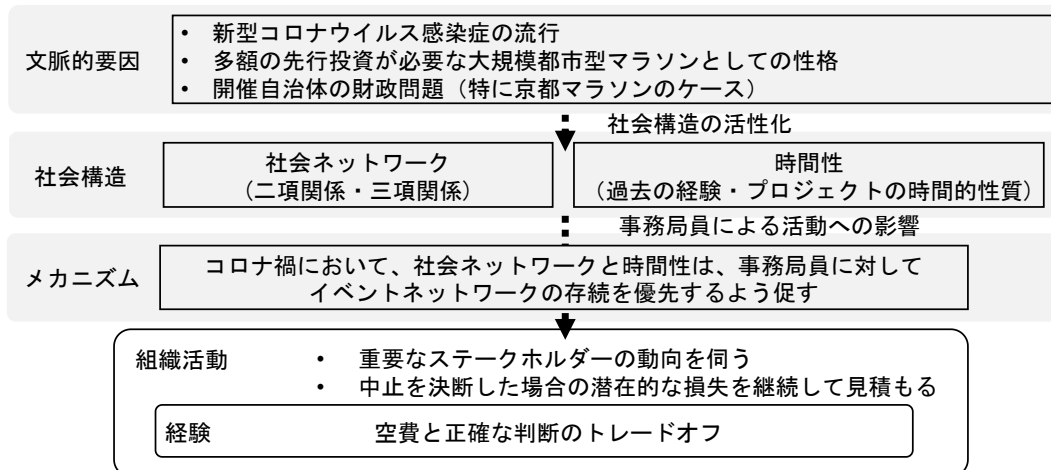 文脈的要因
• 新型コロナウイルス感染症の流行
• 多額の先行投資が必要な大規模都市型マラソンとしての性格
• 開催自治体の財政問題（特に京都マラソンのケース）
社会構造の活性化
社会構造
社会ネットワーク
（二項関係・三項関係）
時間性
（過去の経験・プロジェクトの時間的性質）
事務局員による活動への影響
メカニズム
コロナ禍において、社会ネットワークと時間性は、事務局員に対して
イベントネットワークの存続を優先するよう促す
組織活動
• 重要なステークホルダーの動向を伺う
• 中止を決断した場合の潜在的な損失を継続して見積もる
経験
空費と正確な判断のトレードオフ